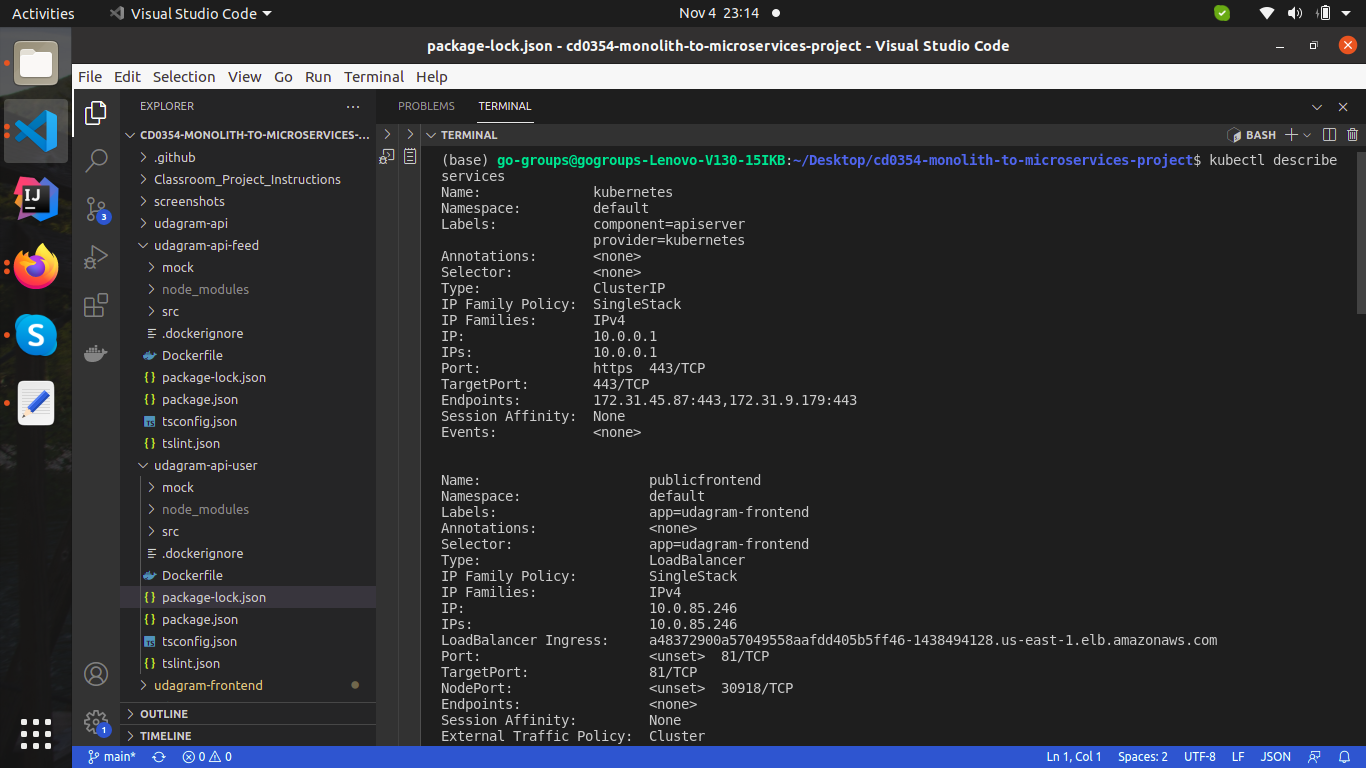 Activities
Visual Studio Code
Nov 4 23:14
package-lock.json - cd0354-monolith-to-microservices-project - Visual Studio Code
File Edit Selection View Go Run Terminal Help
EXPLORER
CD0354-MONOLITH-TO-MICROSERVICES-...
.github
Classroom_Project_Instructions
screenshots
udagram-api
udagram-api-feed
mock
node_modules
src
.dockerignore
Dockerfile
package-lock.json
package.json
tsconfig.json
tslint.json
udagram-api-user
mock
node_modules
src
.dockerignore
Dockerfile
package-lock.json
package.json
tsconfig.json
tslint.json
udagram-frontend
OUTLINE
TIMELINE
3
1
PROBLEMS TERMINAL
TERMINAL
BASH
(base) go-groups@gogroups-Lenovo-V130-15IKB:~/Desktop/cd0354-monolith-to-microservices-project$ kubectl describe
services
Name: kubernetes
Namespace: default
Labels: component=apiserver
provider=kubernetes
Annotations: <none>
Selector: <none>
Type: ClusterIP
IP Family Policy: SingleStack
IP Families: IPv4
IP: 10.0.0.1
IPs: 10.0.0.1
Port: https 443/TCP
TargetPort: 443/TCP
Endpoints: 172.31.45.87:443,172.31.9.179:443
Session Affinity: None
Events: <none>
Name: publicfrontend
Namespace: default
Labels: app=udagram-frontend
Annotations: <none>
Selector: app=udagram-frontend
Type: LoadBalancer
IP Family Policy: SingleStack
IP Families: IPv4
IP: 10.0.85.246
IPs: 10.0.85.246
LoadBalancer Ingress: a48372900a57049558aafdd405b5ff46-1438494128.us-east-1.elb.amazonaws.com
Port: <unset> 81/TCP
TargetPort: 81/TCP
NodePort: <unset> 30918/TCP
Endpoints: <none>
Session Affinity: None
External Traffic Policy: Cluster
main* 0 0
Ln 1, Col 1 Spaces: 2 UTF-8 LF JSON